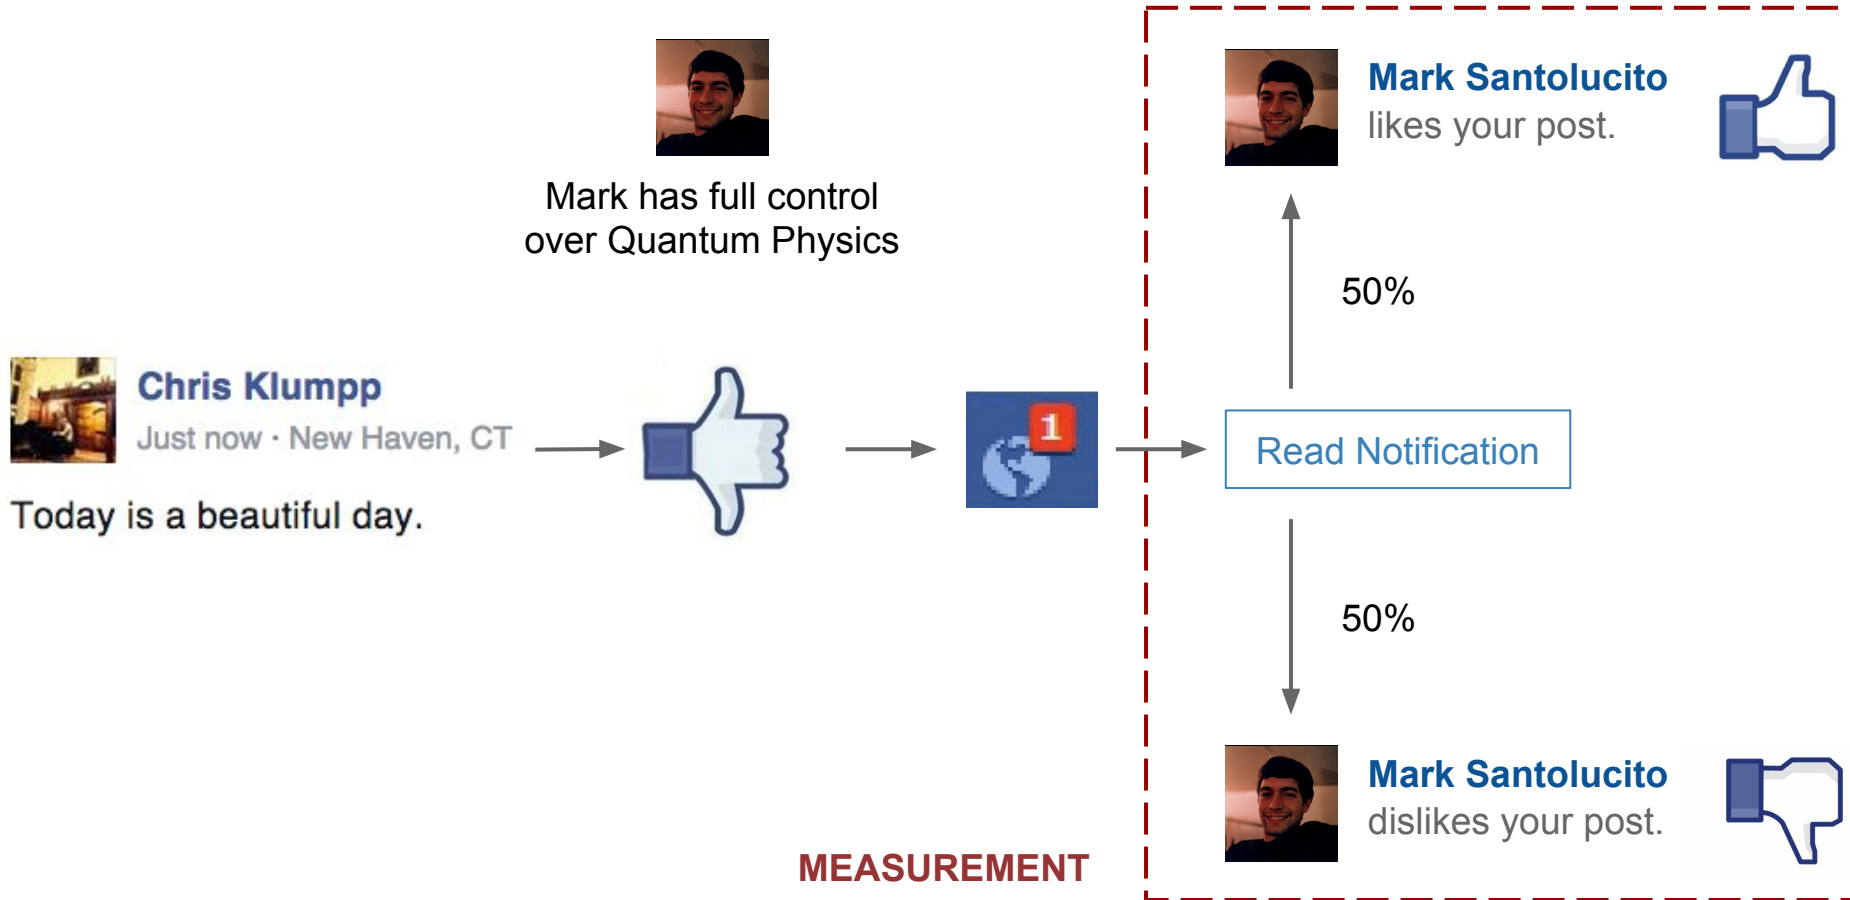 Mark has full control
over Quantum Physics
Chris Klumpp
Just now · New Haven, CT
Today is a beautiful day.
1
Read Notification
50%
Mark Santolucito
likes your post.
50%
Mark Santolucito
dislikes your post.
MEASUREMENT